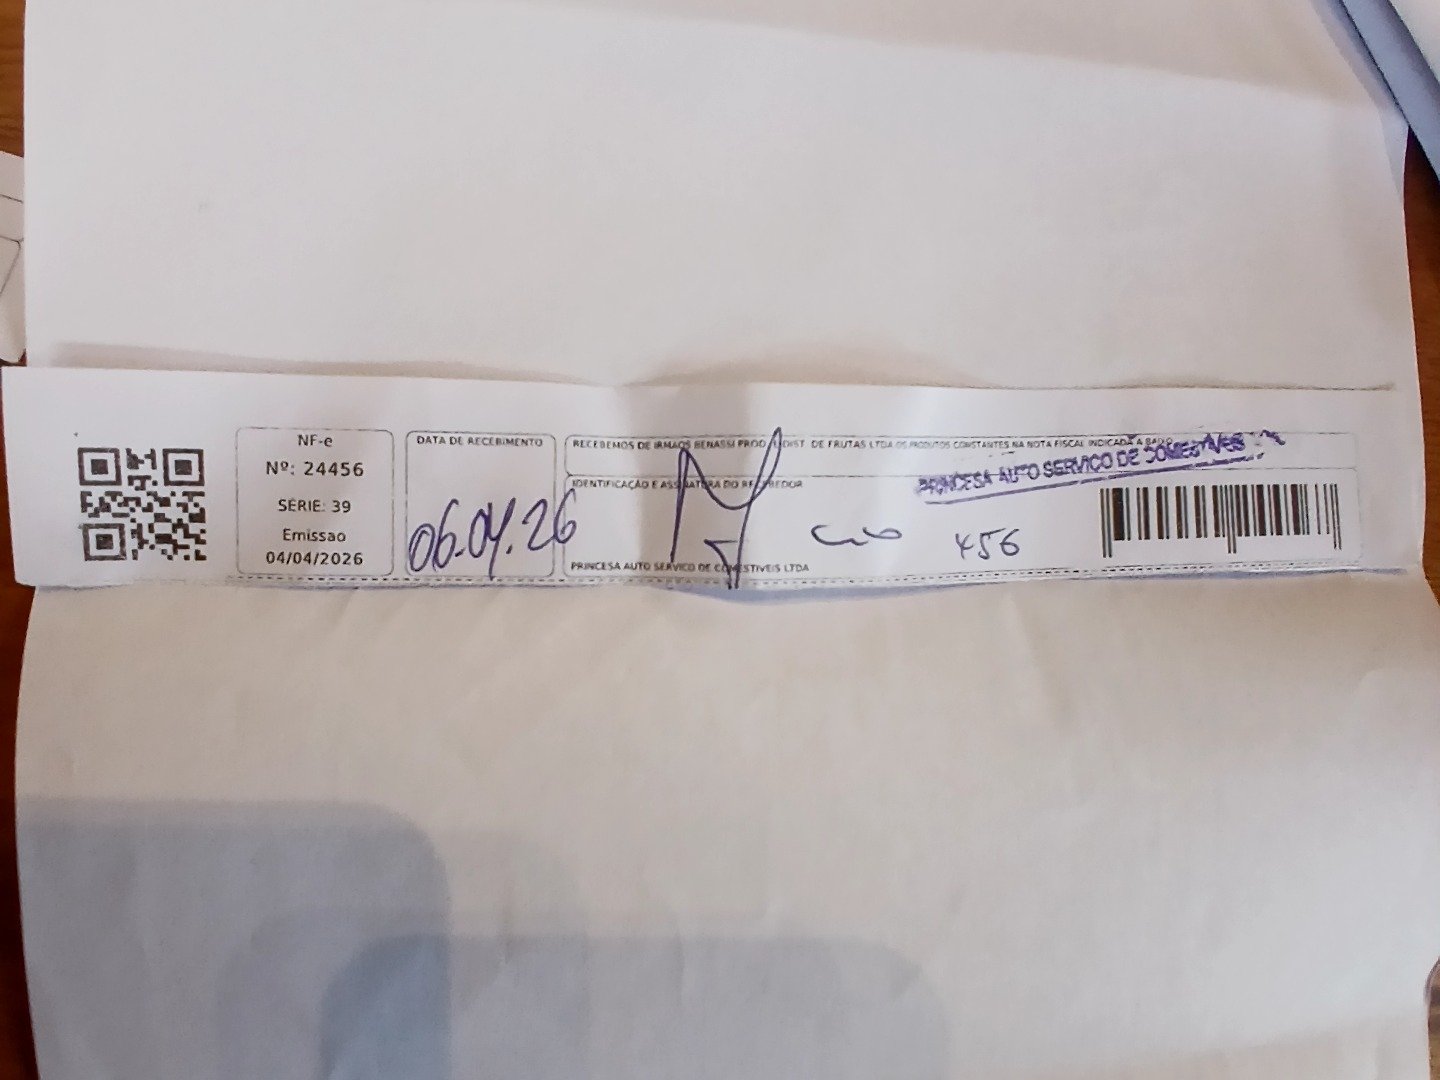 NF-e
Nº: 24456
SÉRIE: 39
Emissao
04/04/2026
DATA DE RECEBIMENTO
06.04.26
RECEBEMOS DE IRMAOS BENASSI PROD DIST DE FRUTAS LTDA OS PRODUTOS CONSTANTES NA NOTA FISCAL INDICADA A BAIXO
IDENTIFICAÇÃO E ASSINATURA DO RECEBEDOR
PRINCESA AUTO SERVICO DE COMESTIVEIS
456
PRINCESA AUTO SERVICO DE COMESTIVEIS LTDA